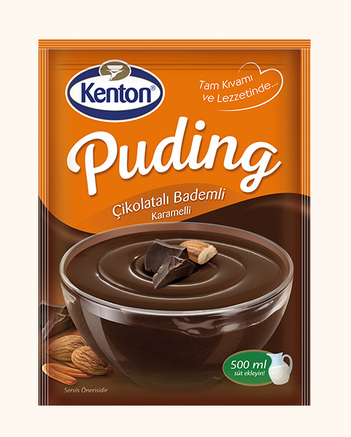 Kenton®
Tam Kıvamı
ve Lezzetinde...
Puding
Çikolatalı Bademli
Karamelli
500 ml
süt ekleyin!
Servis Önerisidir